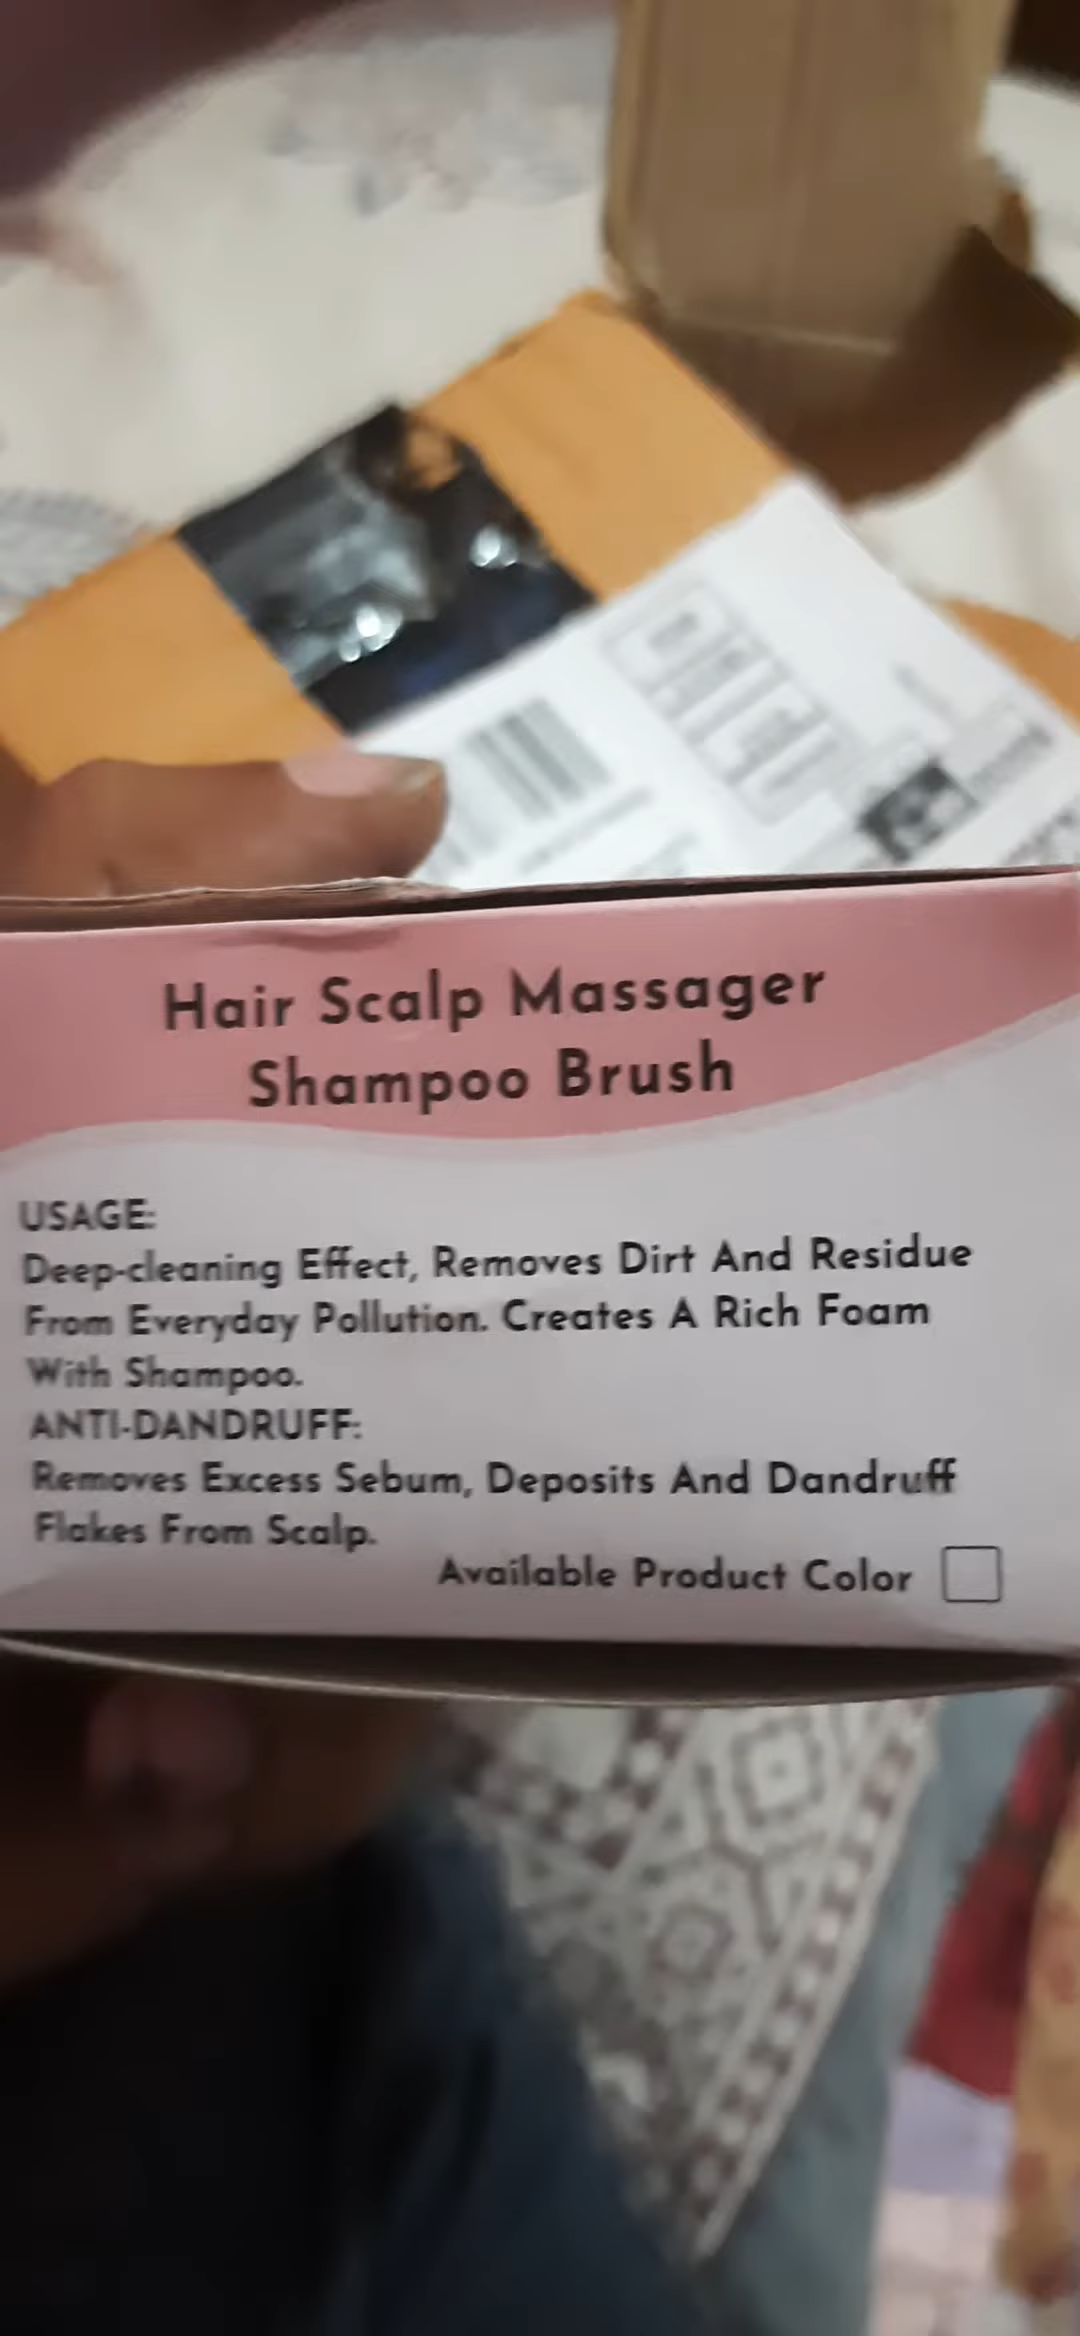 Hair Scalp Massager
Shampoo Brush
USAGE:
Deep-cleaning Effect, Removes Dirt And Residue
From Everyday Pollution. Creates A Rich Foam
With Shampoo.
ANTI-DANDRUFF:
Removes Excess Sebum, Deposits And Dandruff
Flakes From Scalp.
Available Product Color